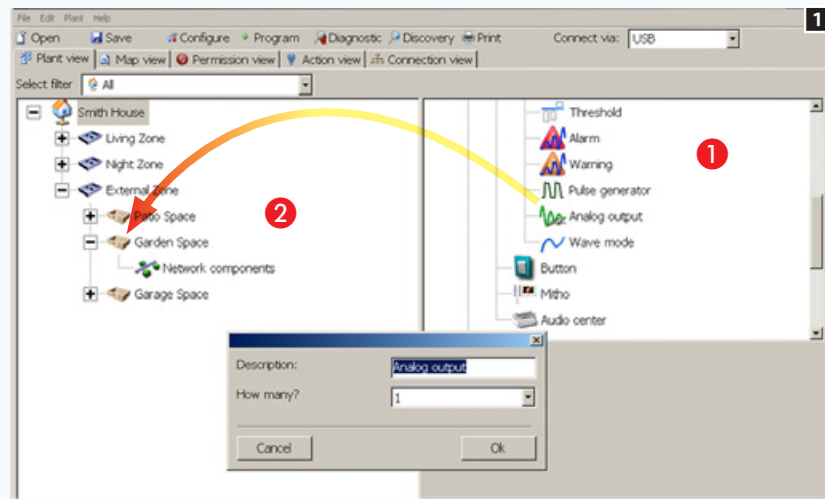 File Edit Plant Help
1
Open Save Configure Program Diagnostic Discovery Print Connect via: USB
Plant view Map view Permission view Action view Connection view
Select filter All
Smith House
Living Zone
Night Zone
External Zone
Patio Space
Garden Space
Network components
Garage Space
2
Threshold
Alarm
1
Warning
Pulse generator
Analog output
Wave mode
Button
Mitho
Audio center
Description: Analog output
How many? 1
Cancel Ok